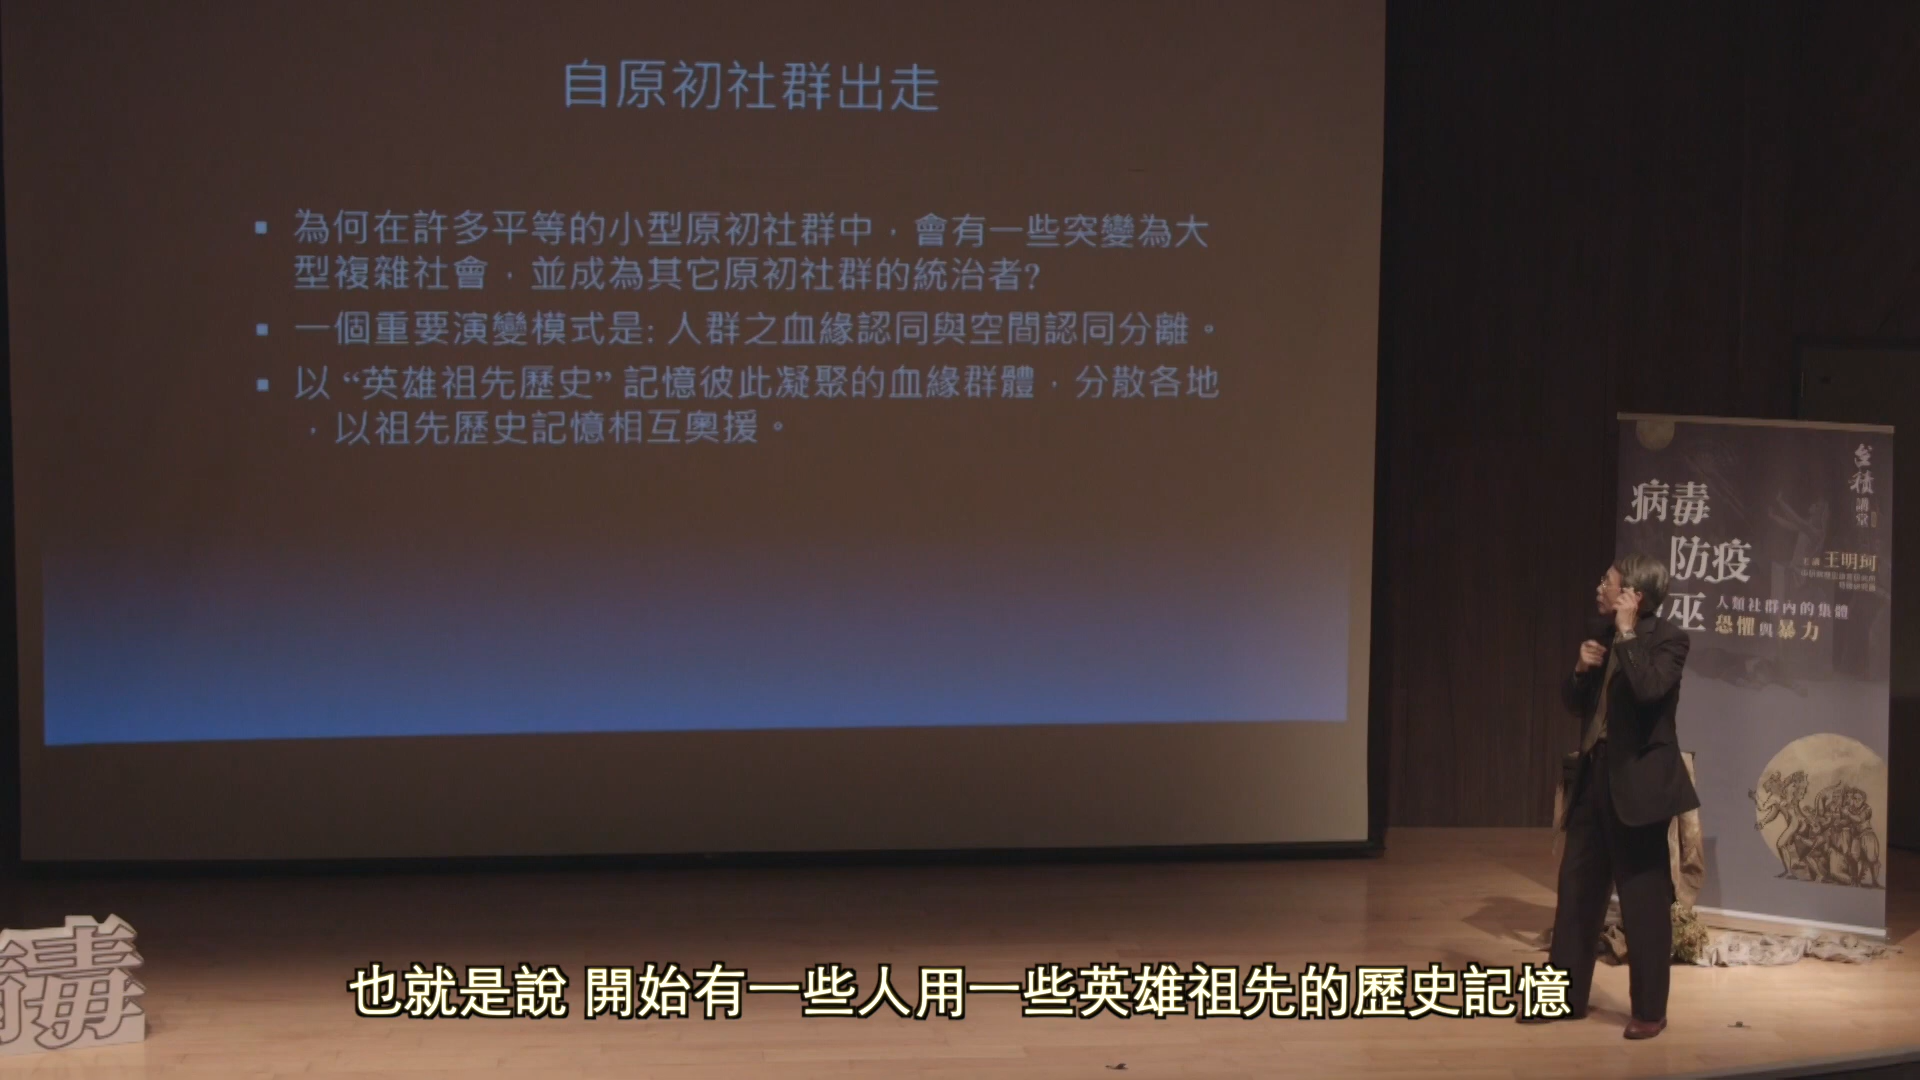 自原初社群出走
▪ 為何在許多平等的小型原初社群中，會有一些突變為大
型複雜社會，並成為其它原初社群的統治者?
▪ 一個重要演變模式是: 人群之血緣認同與空間認同分離。
▪ 以 “英雄祖先歷史” 記憶彼此凝聚的血緣群體，分散各地
，以祖先歷史記憶相互奧援。
台積講堂
病毒
防疫
巫
主講 王明珂
人類社群內的集體
恐懼與暴力
毒
也就是說 開始有一些人用一些英雄祖先的歷史記憶